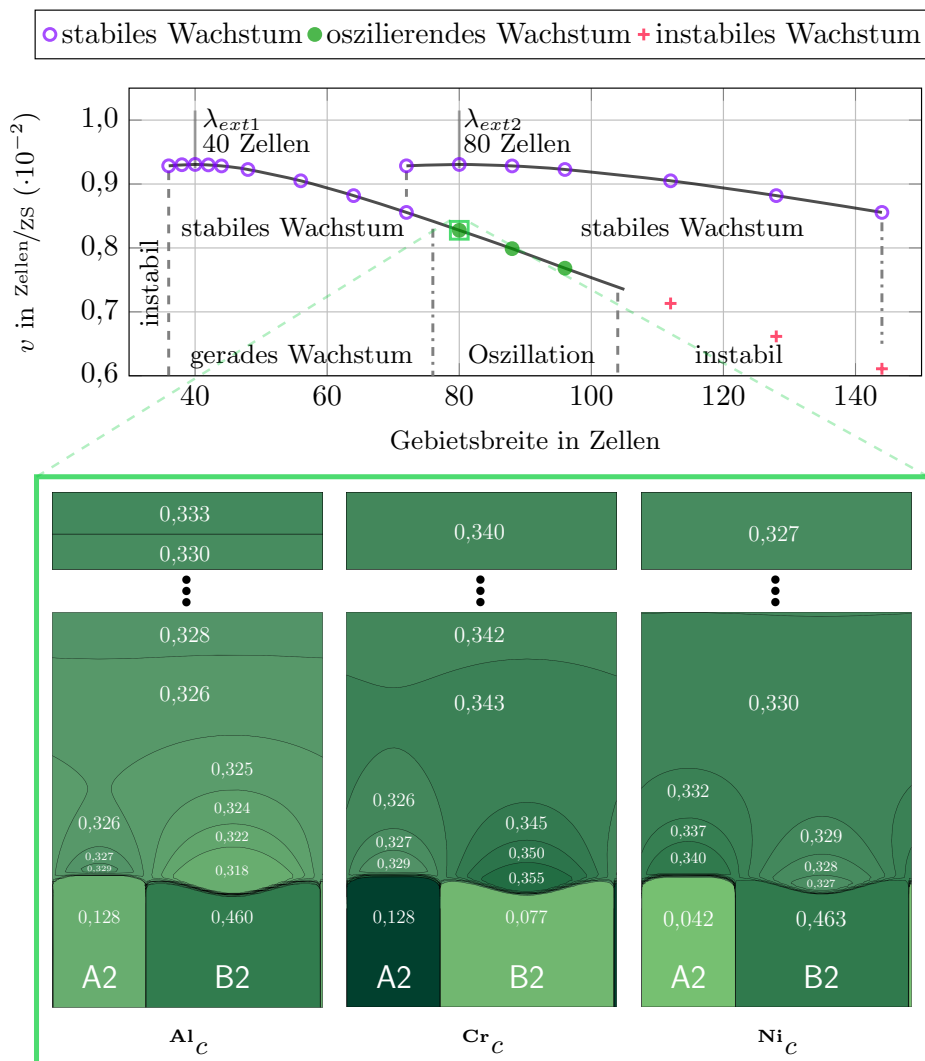 stabiles Wachstum oszilierendes Wachstum instabiles Wachstum
1,0
0,9
0,8
0,7
0,6
v in Zellen/zs (·10⁻²)
λext1
40 Zellen
λext2
80 Zellen
instabil
stabiles Wachstum
stabiles Wachstum
gerades Wachstum
Oszillation
instabil
40 60 80 100 120 140
Gebietsbreite in Zellen
0,333
0,330
0,328
0,326
0,325
0,324
0,326
0,322
0,327
0,329
0,318
0,128
0,460
A2
B2
Al c
0,340
0,342
0,343
0,326
0,345
0,327
0,350
0,329
0,355
0,128
0,077
A2
B2
Cr c
0,327
0,330
0,332
0,337
0,329
0,340
0,328
0,327
0,042
0,463
A2
B2
Ni c